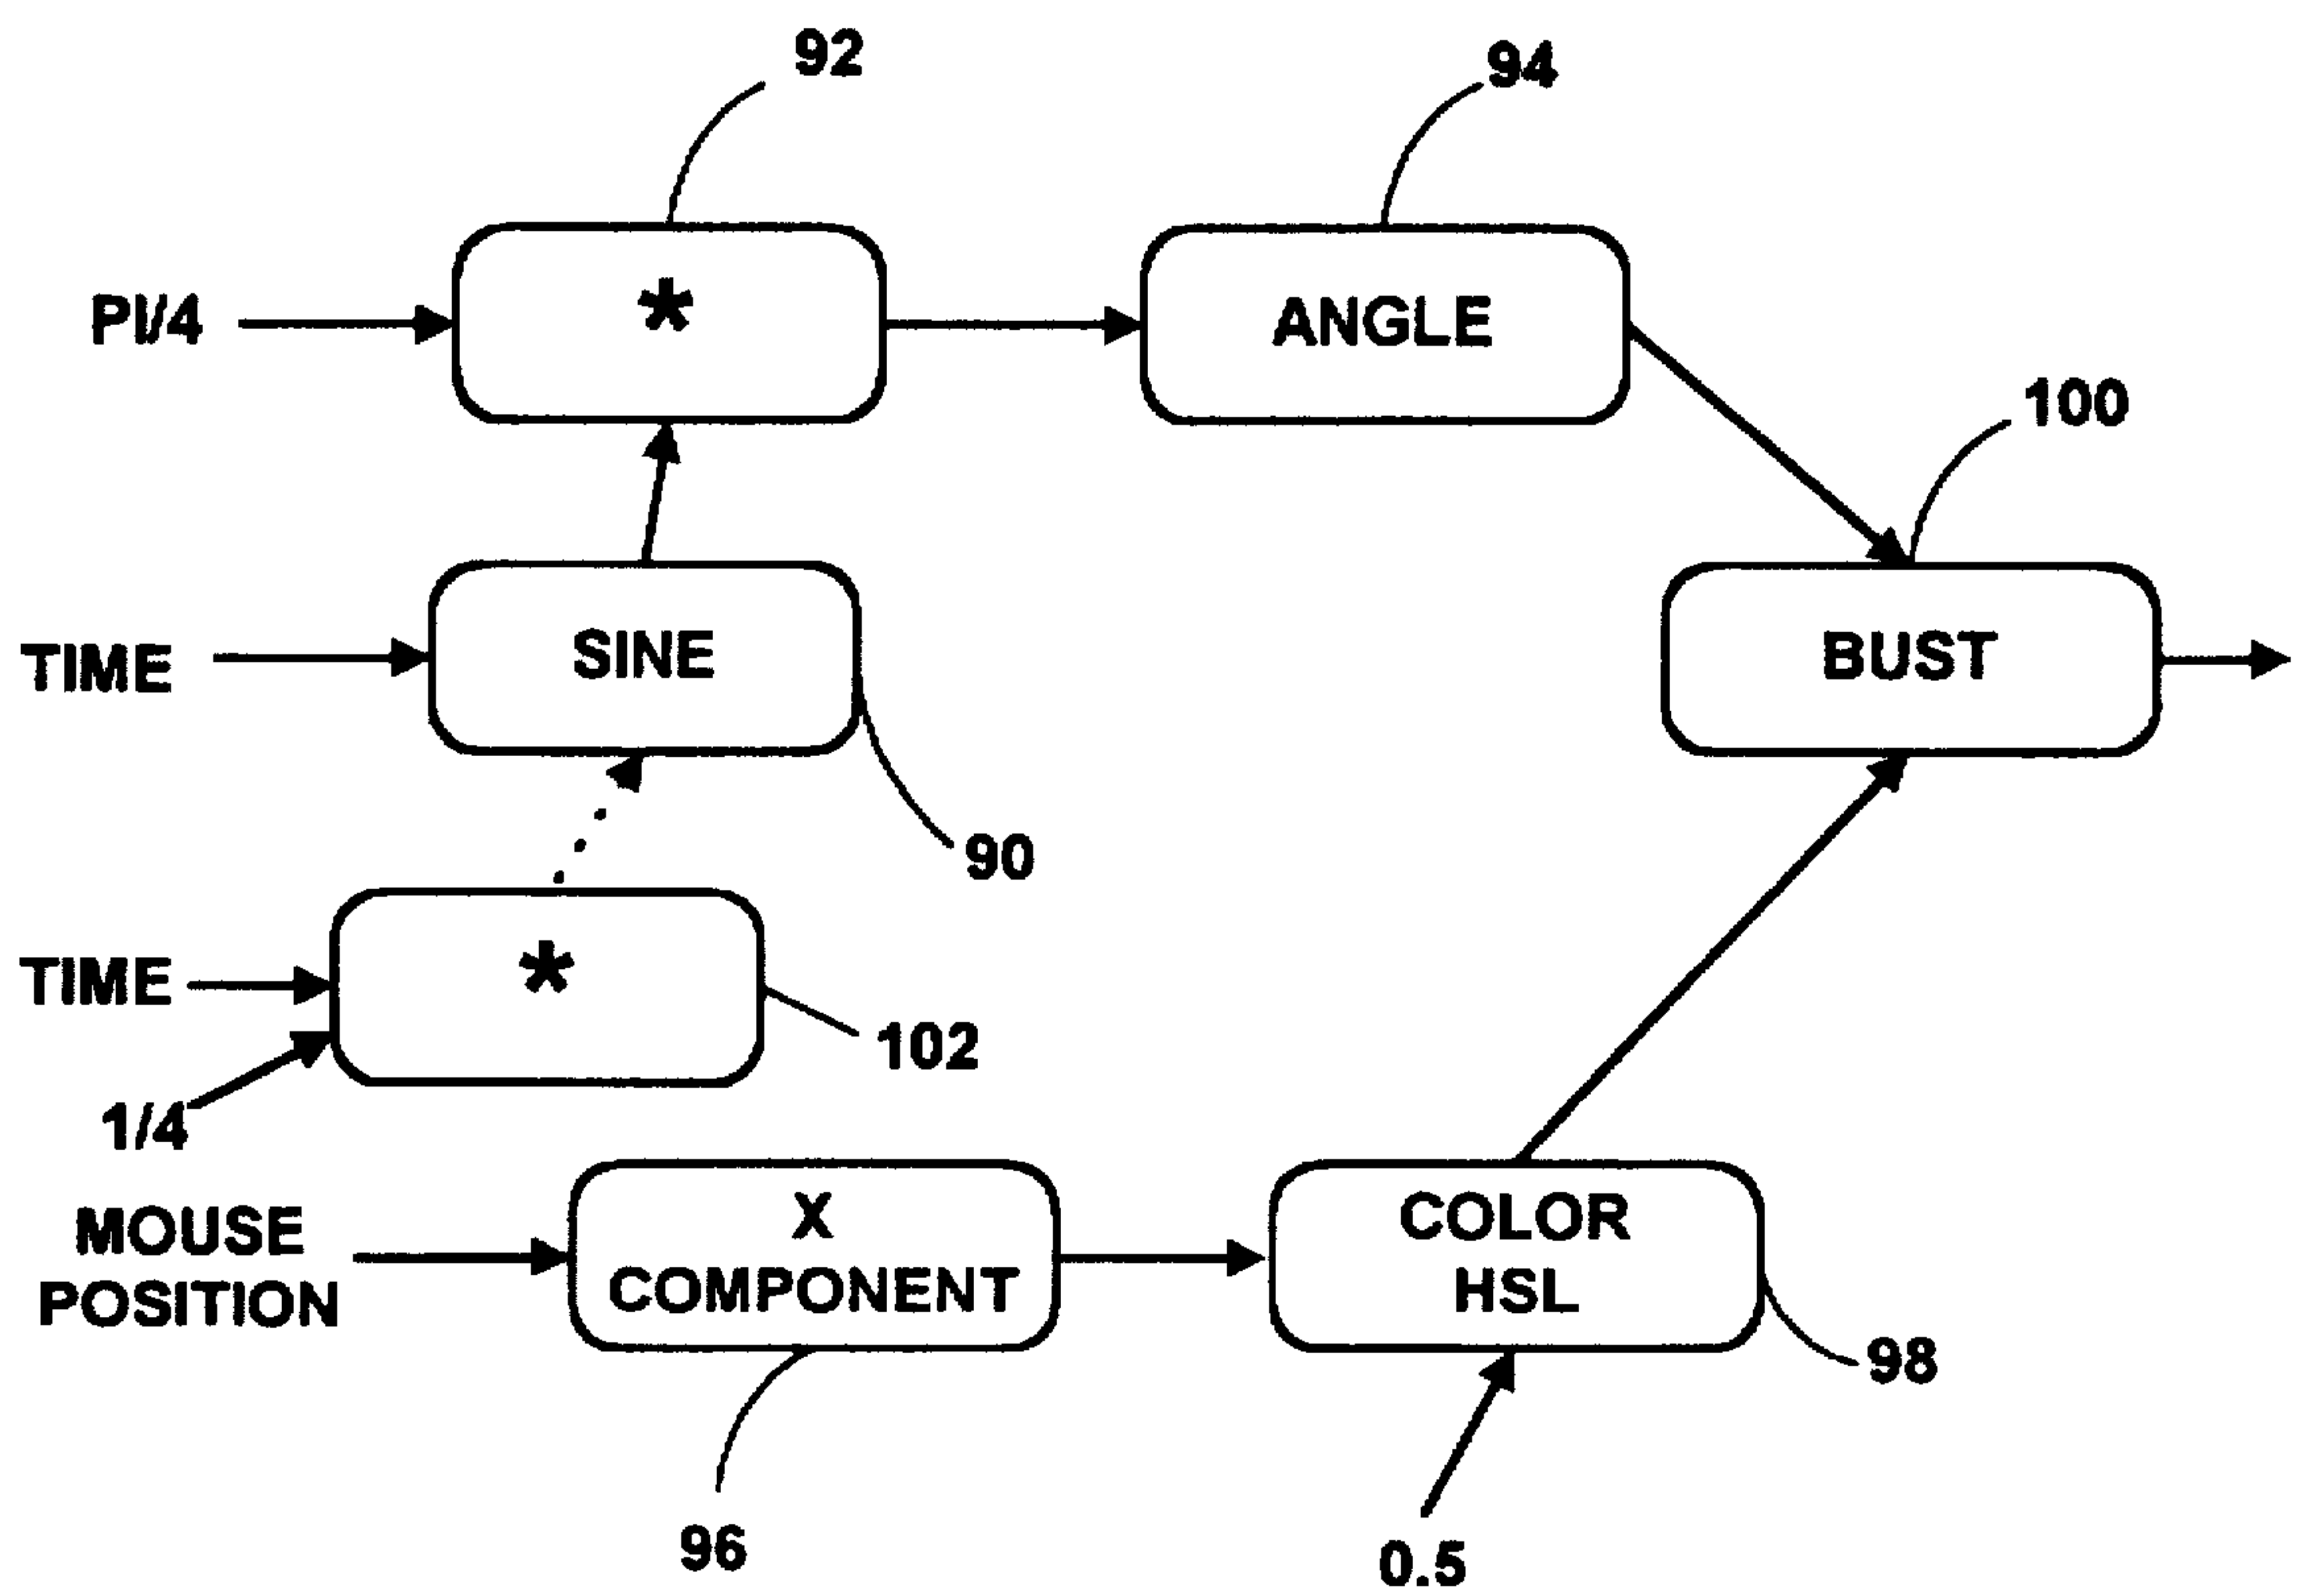 92
94
PI/4
*
ANGLE
100
TIME
SINE
BUST
90
TIME
*
102
1/4
MOUSE
POSITION
X
COMPONENT
COLOR
HSL
98
96
0.5